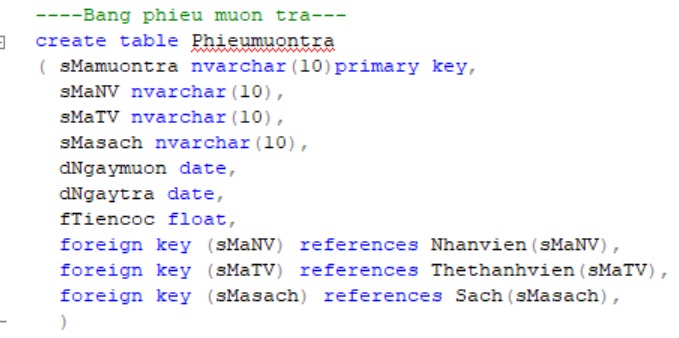 ----Bang phieu muon tra---
create table Phieumuontra
( sMamuontra nvarchar(10)primary key,
sMaNV nvarchar(10),
sMaTV nvarchar(10),
sMasach nvarchar(10),
dNgaymuon date,
dNgaytra date,
fTiencoc float,
foreign key (sMaNV) references Nhanvien(sMaNV),
foreign key (sMaTV) references Thethanhvien(sMaTV),
foreign key (sMasach) references Sach(sMasach),
)